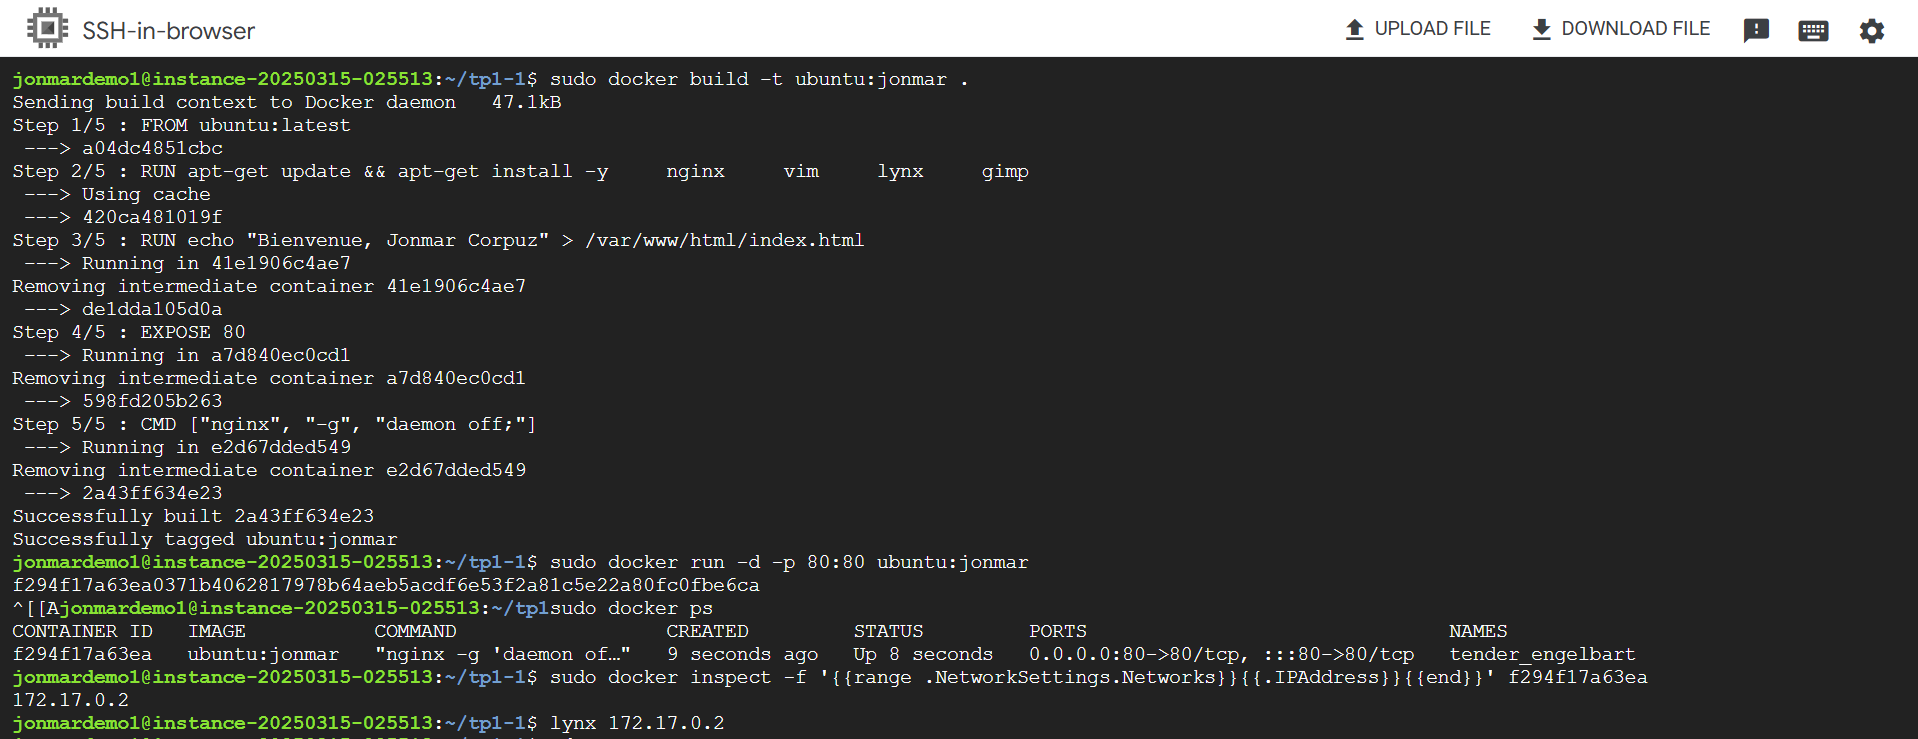 SSH-in-browser UPLOAD FILE DOWNLOAD FILE
jonmardemo1@instance-20250315-025513:~/tp1-1$ sudo docker build -t ubuntu:jonmar .
Sending build context to Docker daemon   47.1kB
Step 1/5 : FROM ubuntu:latest
 ---> a04dc4851cbc
Step 2/5 : RUN apt-get update && apt-get install -y     nginx     vim     lynx     gimp
 ---> Using cache
 ---> 420ca481019f
Step 3/5 : RUN echo "Bienvenue, Jonmar Corpuz" > /var/www/html/index.html
 ---> Running in 41e1906c4ae7
Removing intermediate container 41e1906c4ae7
 ---> de1dda105d0a
Step 4/5 : EXPOSE 80
 ---> Running in a7d840ec0cd1
Removing intermediate container a7d840ec0cd1
 ---> 598fd205b263
Step 5/5 : CMD ["nginx", "-g", "daemon off;"]
 ---> Running in e2d67dded549
Removing intermediate container e2d67dded549
 ---> 2a43ff634e23
Successfully built 2a43ff634e23
Successfully tagged ubuntu:jonmar
jonmardemo1@instance-20250315-025513:~/tp1-1$ sudo docker run -d -p 80:80 ubuntu:jonmar
f294f17a63ea0371b4062817978b64aeb5acdf6e53f2a81c5e22a80fc0fbe6ca
^[[Ajonmardemo1@instance-20250315-025513:~/tp1sudo docker ps
CONTAINER ID   IMAGE           COMMAND                  CREATED         STATUS         PORTS                               NAMES
f294f17a63ea   ubuntu:jonmar   "nginx -g 'daemon of…"   9 seconds ago   Up 8 seconds   0.0.0.0:80->80/tcp, :::80->80/tcp   tender_engelbart
jonmardemo1@instance-20250315-025513:~/tp1-1$ sudo docker inspect -f '{{range .NetworkSettings.Networks}}{{.IPAddress}}{{end}}' f294f17a63ea
172.17.0.2
jonmardemo1@instance-20250315-025513:~/tp1-1$ lynx 172.17.0.2